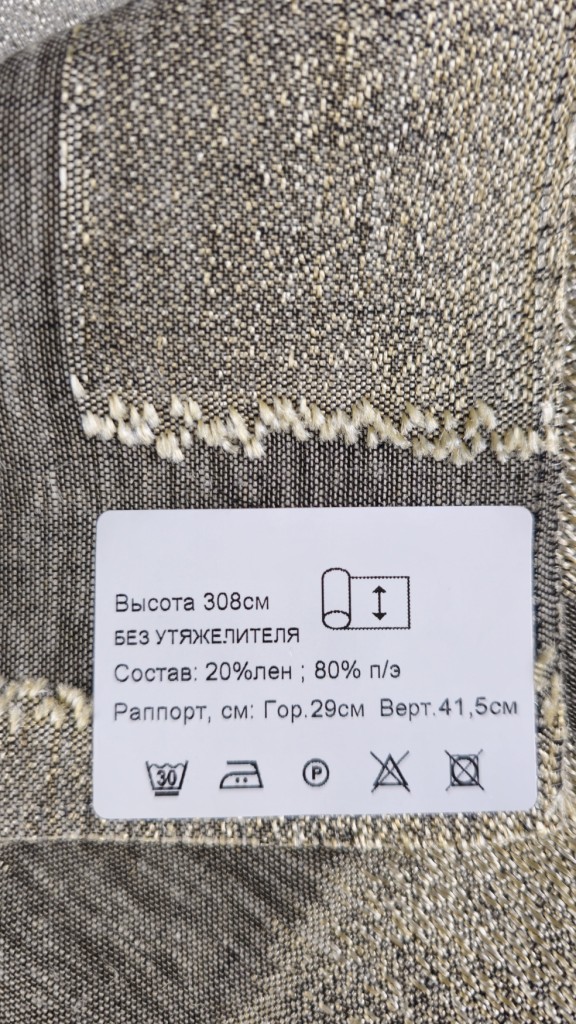 Высота 308см
БЕЗ УТЯЖЕЛИТЕЛЯ
Состав: 20%лен ; 80% п/э
Раппорт, см: Гор.29см Верт.41,5см
30 P